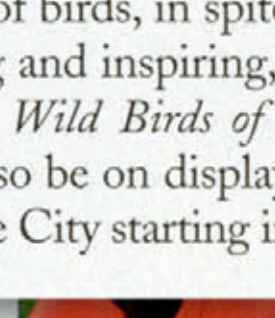 of birds, in spite
and inspiring,
Wild Birds of
so be on display
City starting